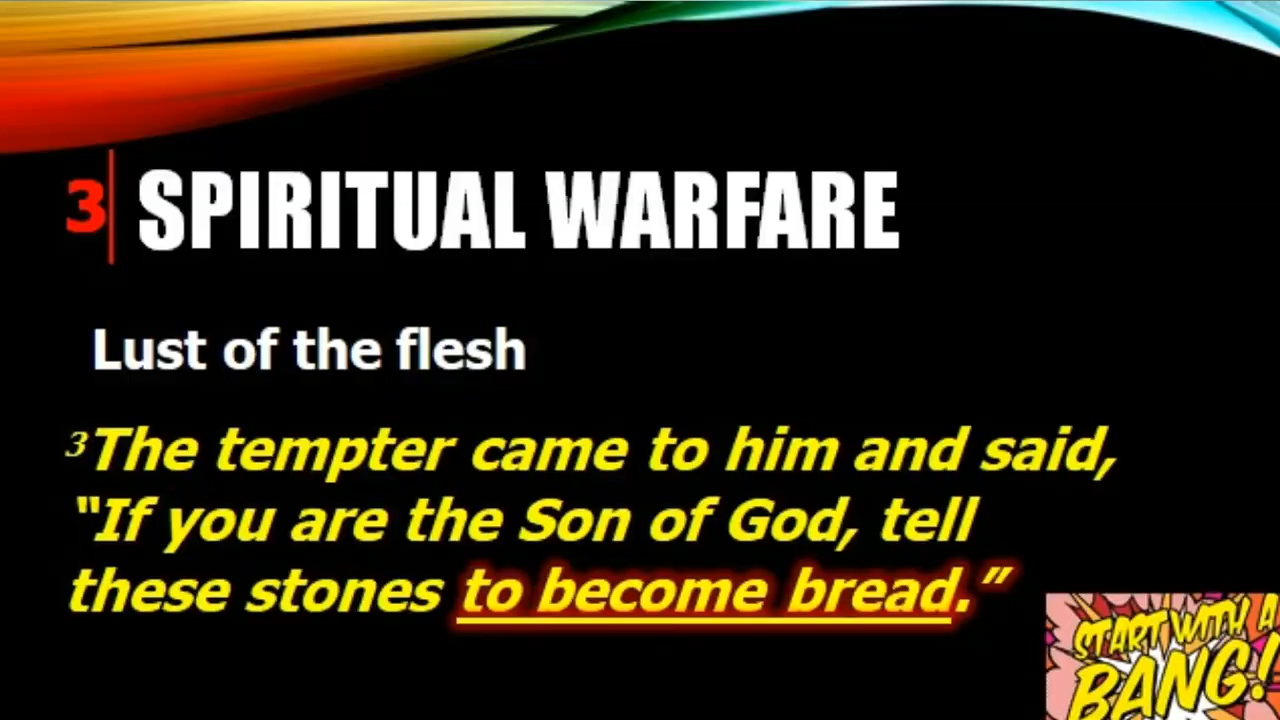 3 SPIRITUAL WARFARE
Lust of the flesh
³The tempter came to him and said,
“If you are the Son of God, tell
these stones to become bread.”
START WITH A
BANG!